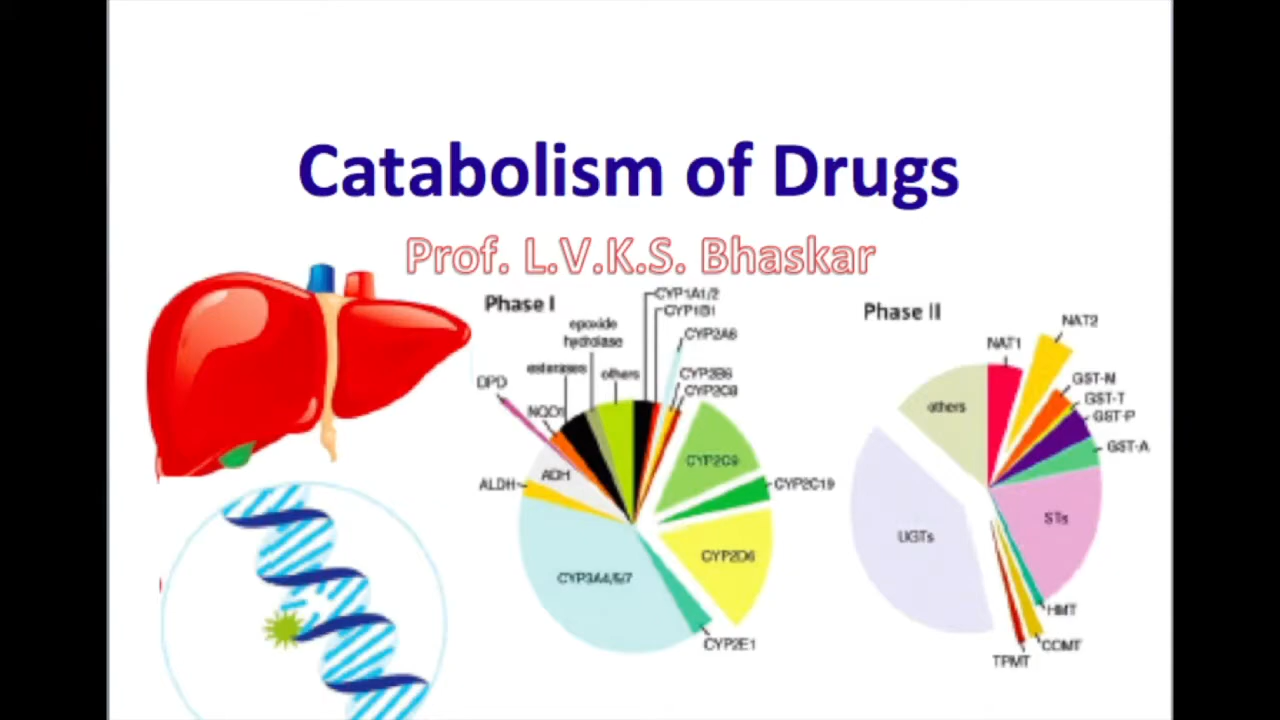 Catabolism of Drugs
Prof. L.V.K.S. Bhaskar
Phase I
CYP1A1/2
CYP1B1
epoxide
hydrolase
CYP2A6
esterases
others
CYP2B6
CYP2C8
DPD
NQO1
CYP2C9
ADH
ALDH
CYP2C19
CYP2D6
CYP3A4/5/7
CYP2E1
Phase II
NAT2
NAT1
GST-M
GST-T
GST-P
others
GST-A
STs
UGTs
HMT
COMT
TPMT